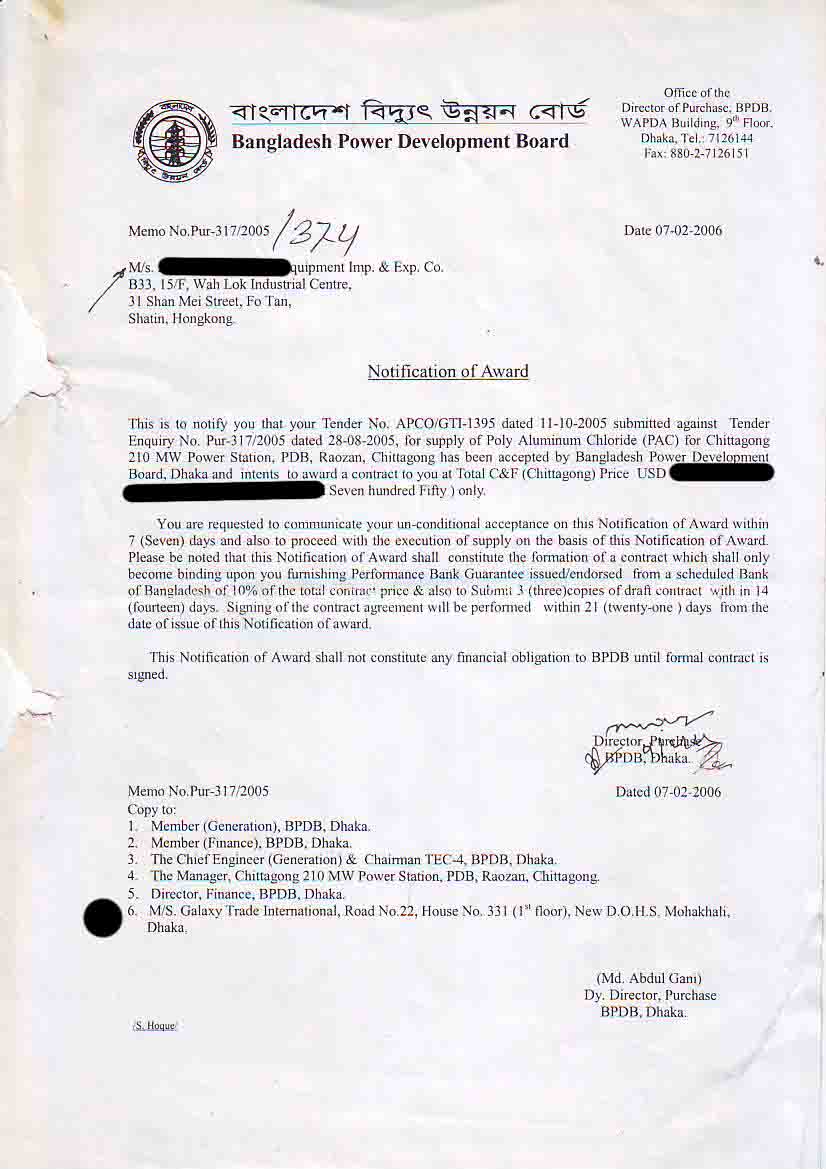 বাংলাদেশ বিদ্যুৎ উন্নয়ন বোর্ড
Bangladesh Power Development Board
বাংলাদেশ
বিদ্যুৎ উন্নয়ন বোর্ড
Office of the
Director of Purchase, BPDB.
WAPDA Building, 9th Floor,
Dhaka, Tel.: 7126144
Fax: 880-2-7126151
Memo No.Pur-317/2005 /374
Date 07-02-2006
M/s. quipment Imp. & Exp. Co.
B33, 15/F, Wah Lok Industrial Centre,
31 Shan Mei Street, Fo Tan,
Shatin, Hongkong.
Notification of Award
This is to notify you that your Tender No. APCO/GTI-1395 dated 11-10-2005 submitted against Tender
Enquiry No. Pur-317/2005 dated 28-08-2005, for supply of Poly Aluminum Chloride (PAC) for Chittagong
210 MW Power Station, PDB, Raozan, Chittagong has been accepted by Bangladesh Power Development
Board, Dhaka and intents to award a contract to you at Total C&F (Chittagong) Price USD
Seven hundred Fifty ) only.
You are requested to communicate your un-conditional acceptance on this Notification of Award within
7 (Seven) days and also to proceed with the execution of supply on the basis of this Notification of Award.
Please be noted that this Notification of Award shall constitute the formation of a contract which shall only
become binding upon you furnishing Performance Bank Guarantee issued/endorsed from a scheduled Bank
of Bangladesh of 10% of the total contract price & also to Submit 3 (three)copies of draft contract with in 14
(fourteen) days. Signing of the contract agreement will be performed within 21 (twenty-one ) days from the
date of issue of this Notification of award.
This Notification of Award shall not constitute any financial obligation to BPDB until formal contract is
signed.
Director, Purchase
BPDB, Dhaka.
Memo No.Pur-317/2005
Dated 07-02-2006
Copy to:
1. Member (Generation), BPDB, Dhaka.
2. Member (Finance), BPDB, Dhaka.
3. The Chief Engineer (Generation) & Chairman TEC-4, BPDB, Dhaka.
4. The Manager, Chittagong 210 MW Power Station, PDB, Raozan, Chittagong.
5. Director, Finance, BPDB, Dhaka.
6. M/S. Galaxy Trade International, Road No.22, House No. 331 (1st floor), New D.O.H.S. Mohakhali,
Dhaka.
(Md. Abdul Gani)
Dy. Director, Purchase
BPDB, Dhaka.
/S. Hoque/